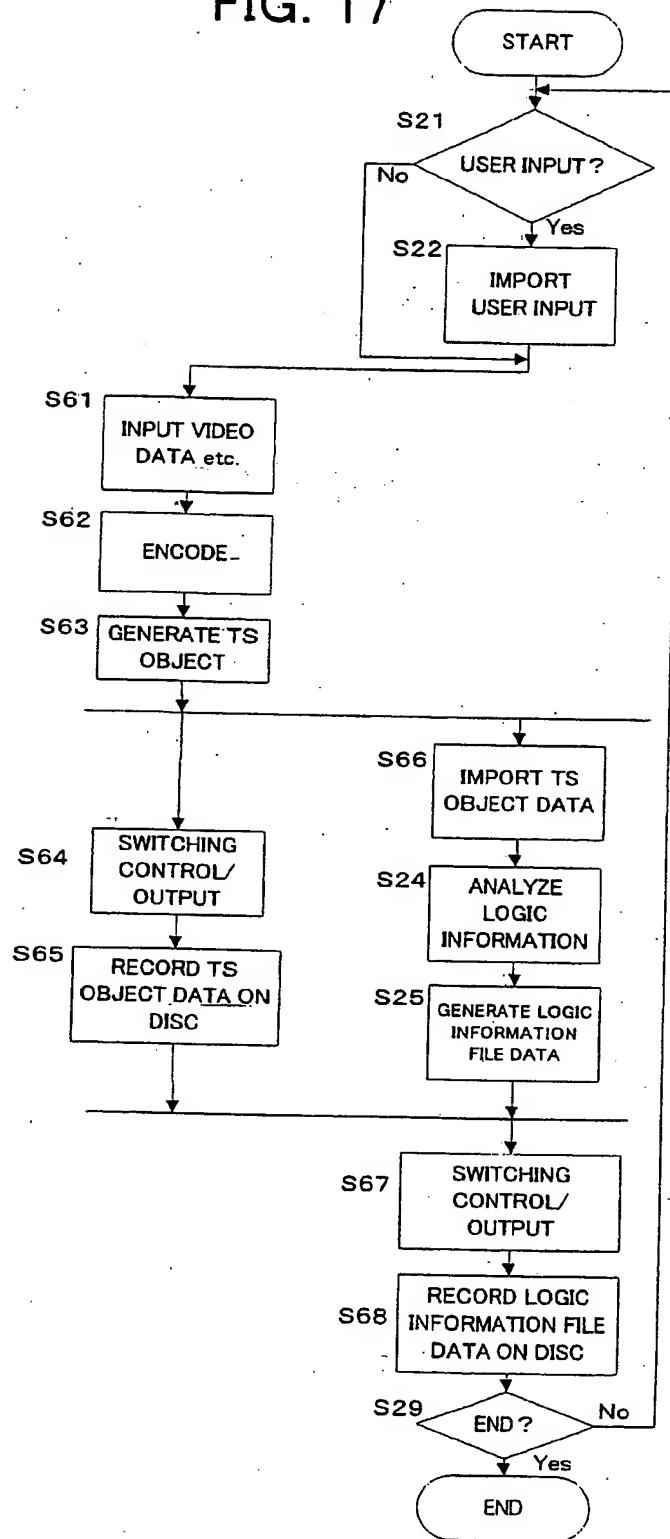 FIG. 17
START
S21
USER INPUT?
No
Yes
S22
IMPORT
USER INPUT
S61
INPUT VIDEO
DATA etc.
S62
ENCODE
S63
GENERATE TS
OBJECT
S66
IMPORT TS
OBJECT DATA
S64
SWITCHING
CONTROL/
OUTPUT
S24
ANALYZE
LOGIC
INFORMATION
S65
RECORD TS
OBJECT DATA ON
DISC
S25
GENERATE LOGIC
INFORMATION
FILE DATA
S67
SWITCHING
CONTROL/
OUTPUT
S68
RECORD LOGIC
INFORMATION FILE
DATA ON DISC
S29
END?
No
Yes
END